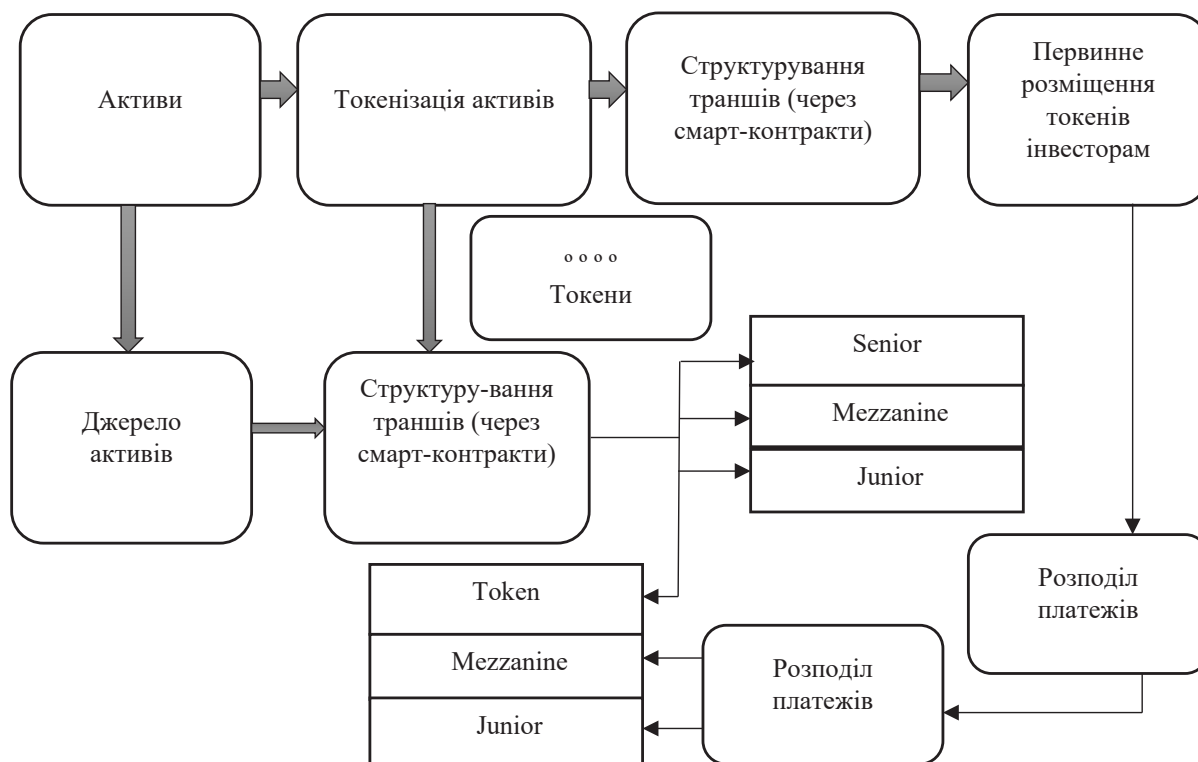 Активи
Токенізація активів
Структурування
траншів (через
смарт-контракти)
Первинне
розміщення
токенів
інвесторам
o o o o
Токени
Джерело
активів
Структуру-вання
траншів (через
смарт-контракти)
Senior
Mezzanine
Junior
Token
Mezzanine
Junior
Розподіл
платежів
Розподіл
платежів